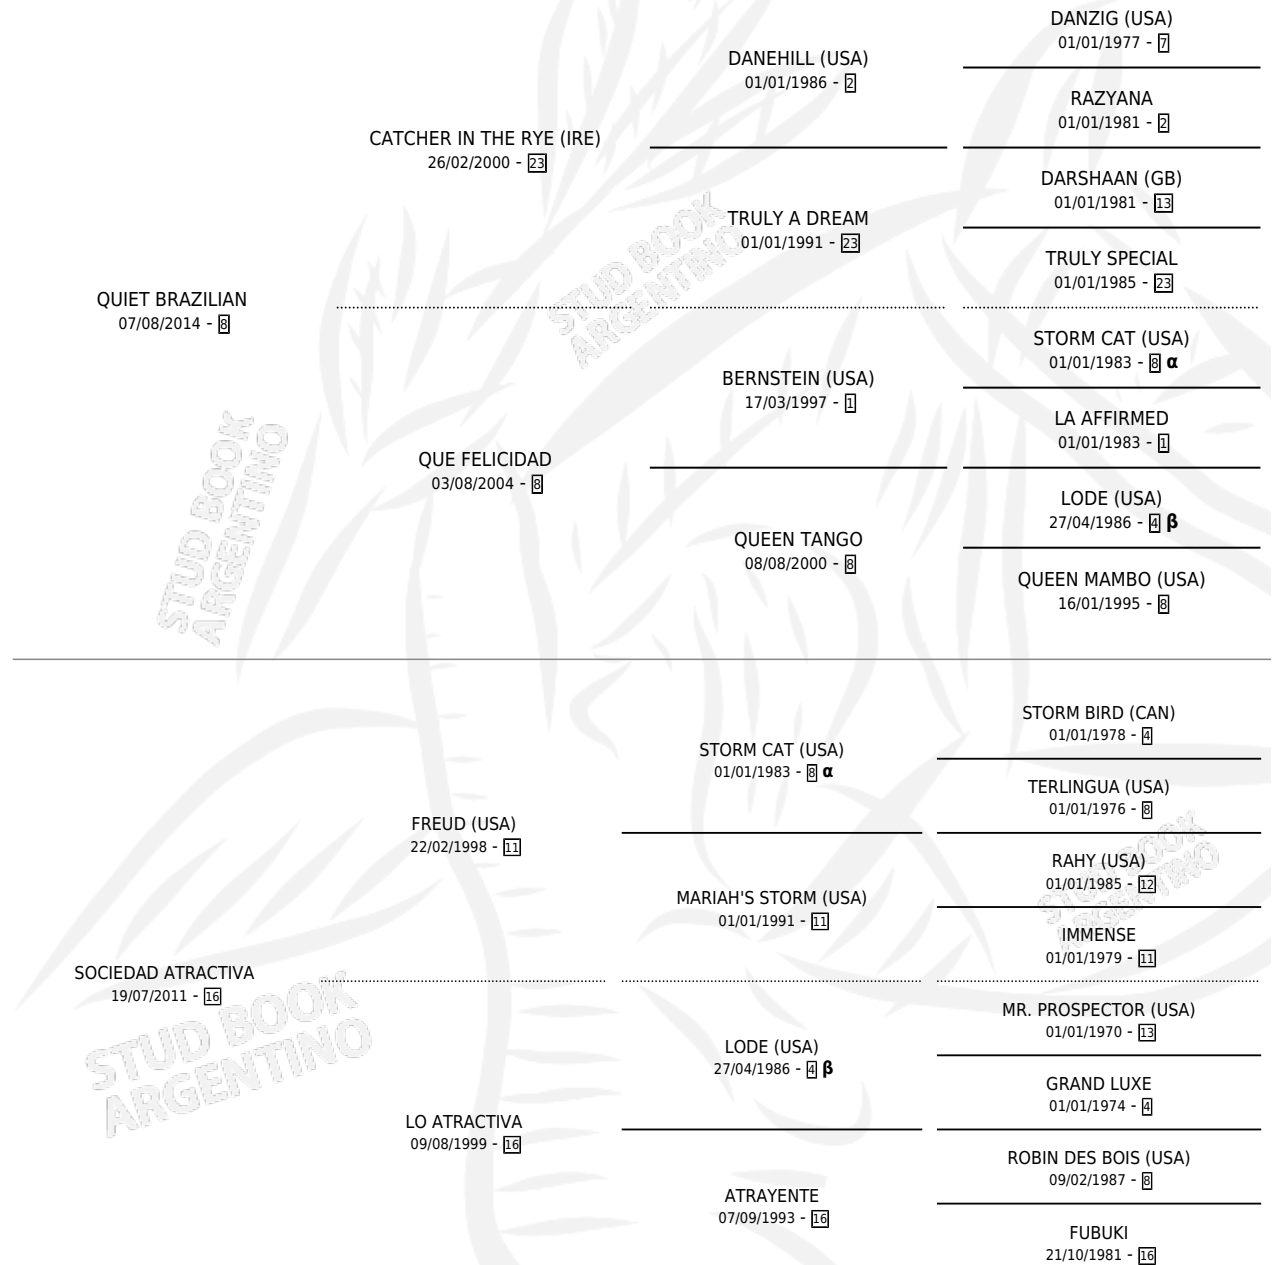 DANZIG (USA)
01/01/1977 - 7
DANEHILL (USA)
01/01/1986 - 2
RAZYANA
01/01/1981 - 2
CATCHER IN THE RYE (IRE)
26/02/2000 - 23
DARSHAAN (GB)
01/01/1981 - 13
TRULY A DREAM
01/01/1991 - 23
TRULY SPECIAL
01/01/1985 - 23
QUIET BRAZILIAN
07/08/2014 - 8
STORM CAT (USA)
01/01/1983 - 8 α
BERNSTEIN (USA)
17/03/1997 - 1
LA AFFIRMED
01/01/1983 - 1
QUE FELICIDAD
03/08/2004 - 8
LODE (USA)
27/04/1986 - 4 β
QUEEN TANGO
08/08/2000 - 8
QUEEN MAMBO (USA)
16/01/1995 - 8
STORM BIRD (CAN)
01/01/1978 - 4
STORM CAT (USA)
01/01/1983 - 8 α
TERLINGUA (USA)
01/01/1976 - 8
FREUD (USA)
22/02/1998 - 11
RAHY (USA)
01/01/1985 - 12
MARIAH'S STORM (USA)
01/01/1991 - 11
IMMENSE
01/01/1979 - 11
SOCIEDAD ATRACTIVA
19/07/2011 - 16
MR. PROSPECTOR (USA)
01/01/1970 - 13
LODE (USA)
27/04/1986 - 4 β
GRAND LUXE
01/01/1974 - 4
LO ATRACTIVA
09/08/1999 - 16
ROBIN DES BOIS (USA)
09/02/1987 - 8
ATRAYENTE
07/09/1993 - 16
FUBUKI
21/10/1981 - 16
STUD BOOK
ARGENTINO
STUD BOOK
ARGENTINO
STUD BOOK
ARGENTINO
STUD BOOK
ARGENTINO